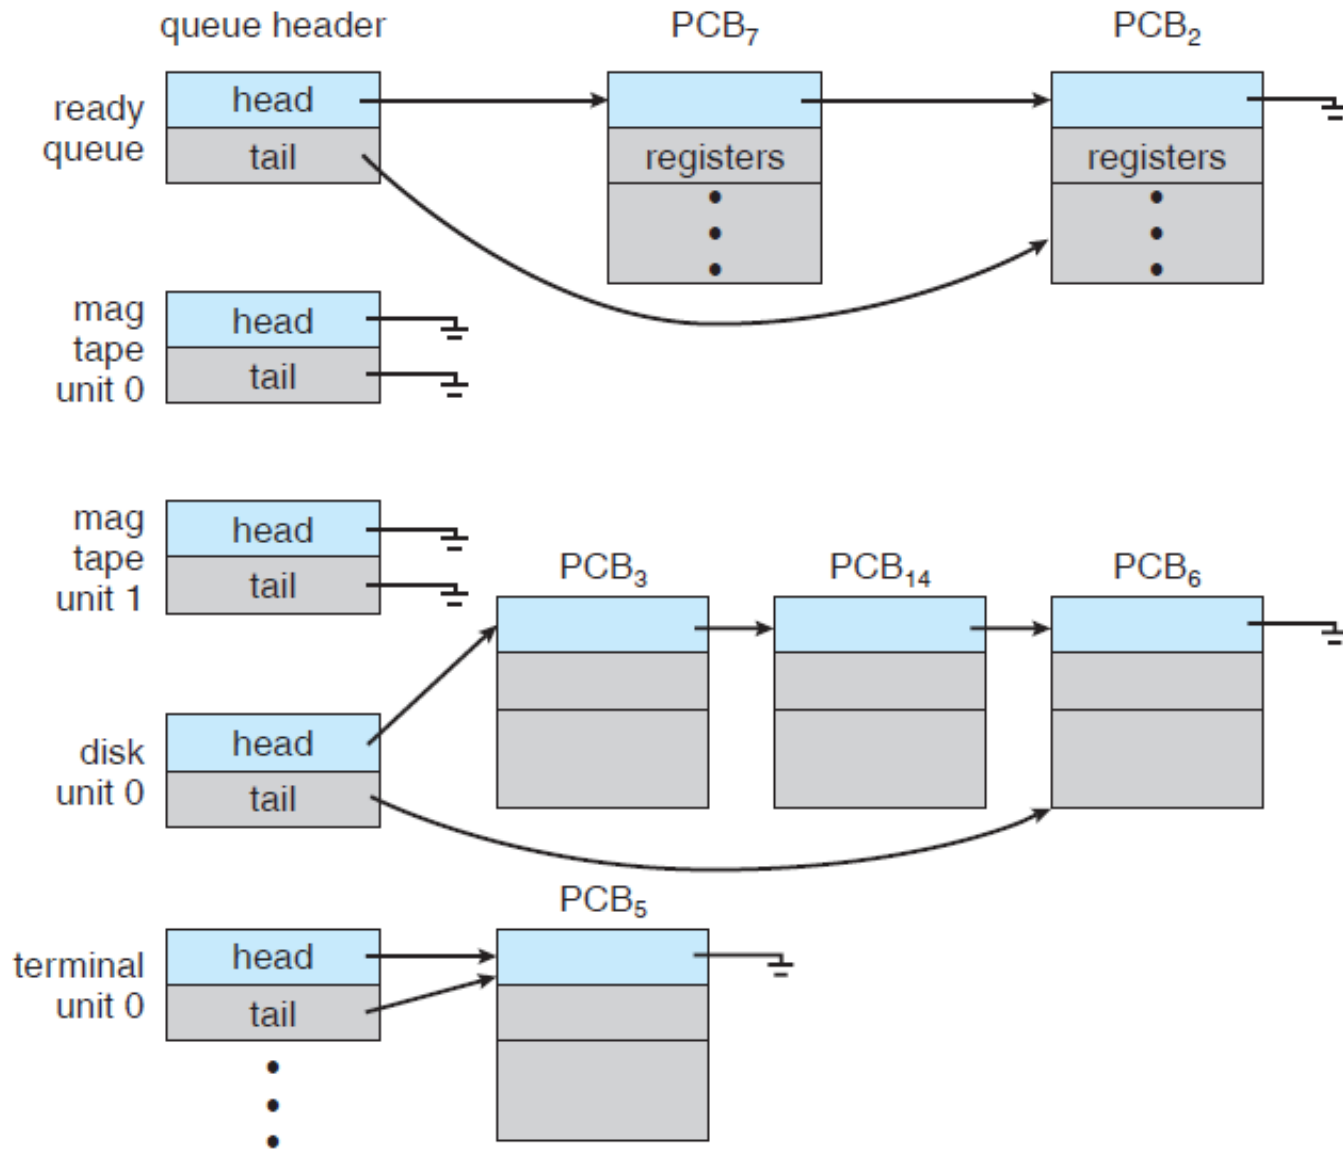 queue header PCB₇ PCB₂
ready
queue
head
tail
registers
registers
mag
tape
unit 0
head
tail
mag
tape
unit 1
head
tail
PCB₃ PCB₁₄ PCB₆
disk
unit 0
head
tail
PCB₅
terminal
unit 0
head
tail